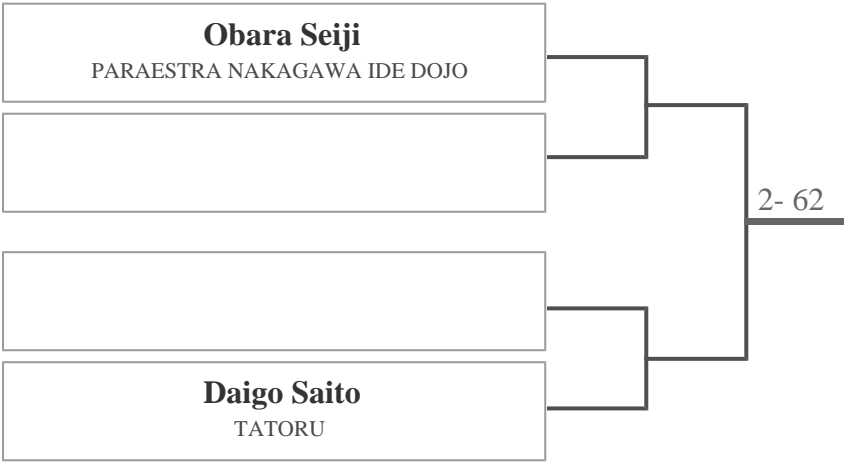 Obara Seiji
PARAESTRA NAKAGAWA IDE DOJO
2- 62
Daigo Saito
TATORU